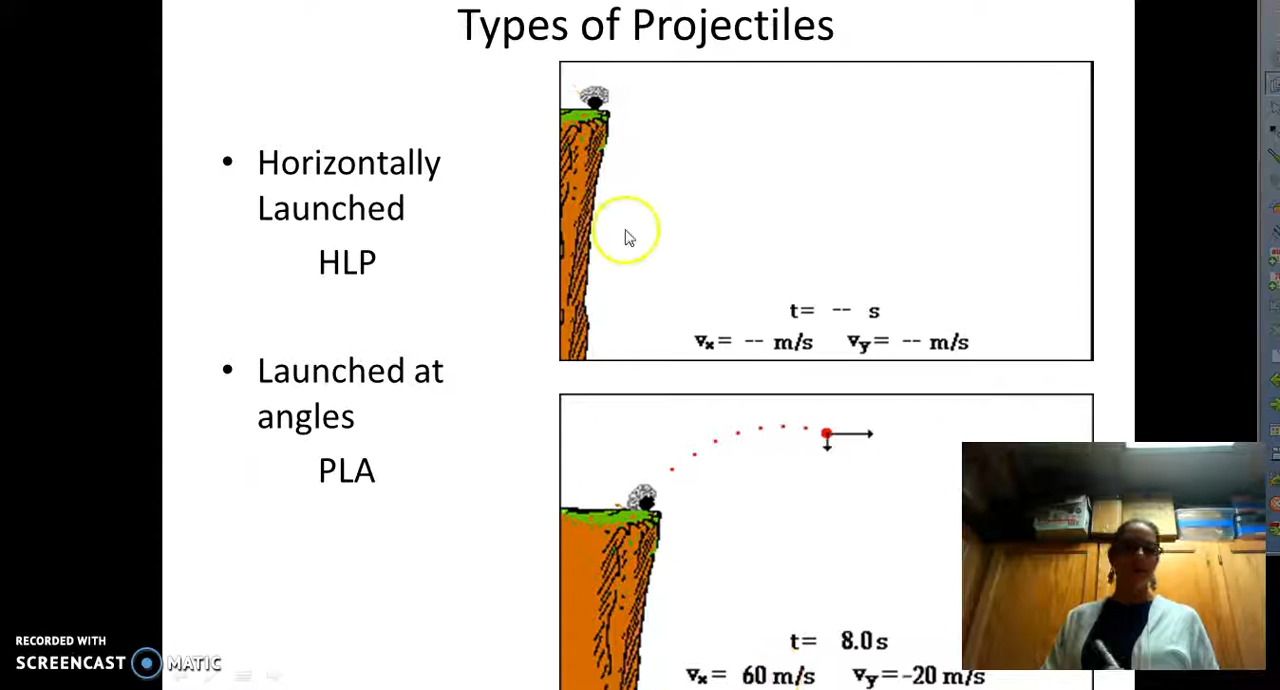 Types of Projectiles
• Horizontally
Launched
HLP
• Launched at
angles
PLA
t= -- s
vx= -- m/s vy= -- m/s
t= 8.0 s
vx= 60 m/s vy=-20 m/s
RECORDED WITH
SCREENCAST MATIC